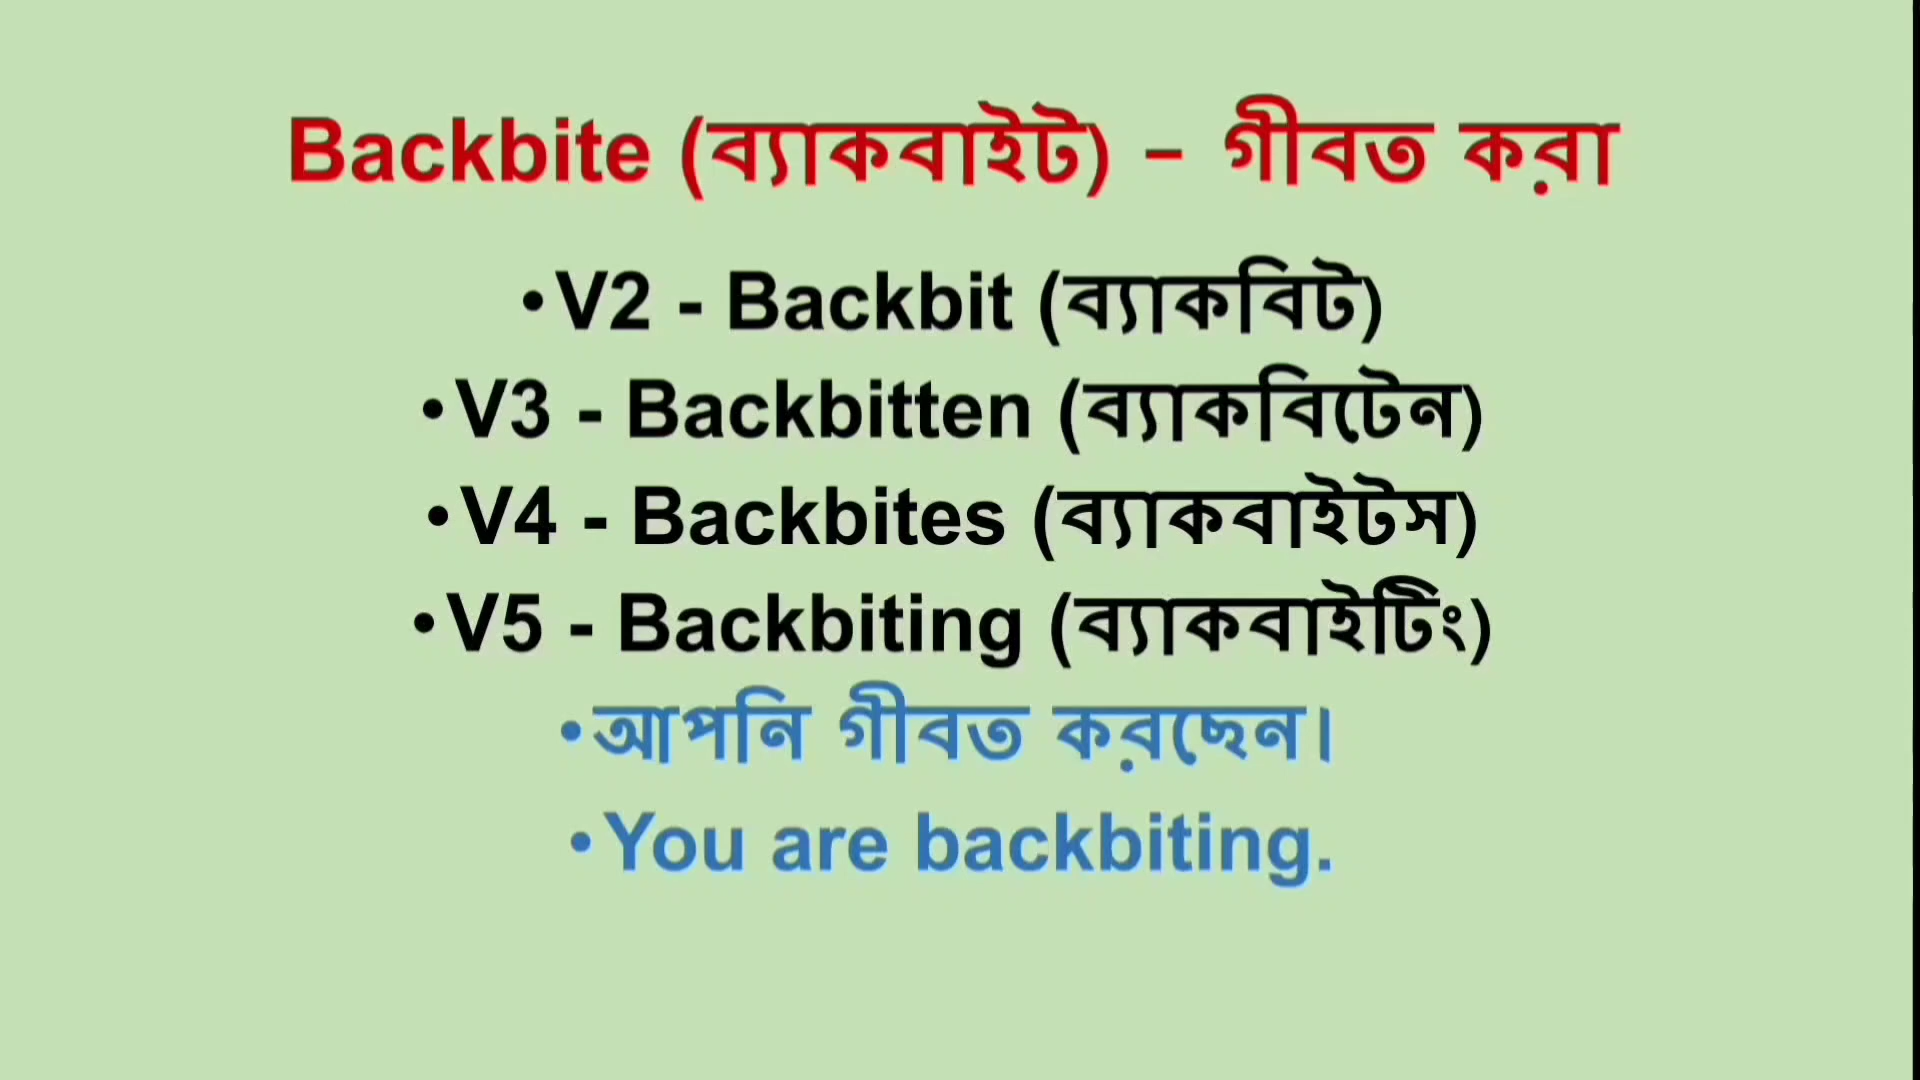 Backbite (ব্যাকবাইট) – গীবত করা
•V2 - Backbit (ব্যাকবিট)
•V3 - Backbitten (ব্যাকবিটেন)
•V4 - Backbites (ব্যাকবাইটস)
•V5 - Backbiting (ব্যাকবাইটিং)
•আপনি গীবত করছেন।
•You are backbiting.